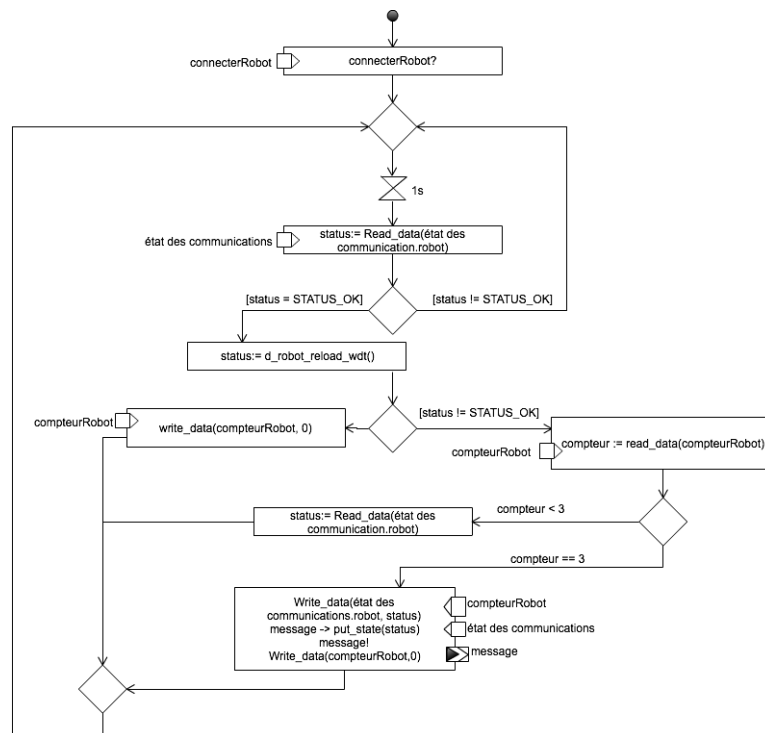 connecterRobot
connecterRobot?
1s
état des communications
status:= Read_data(état des
communication.robot)
[status = STATUS_OK]
[status != STATUS_OK]
status:= d_robot_reload_wdt()
compteurRobot
write_data(compteurRobot, 0)
[status != STATUS_OK]
compteur := read_data(compteurRobot)
compteurRobot
status:= Read_data(état des
communication.robot)
compteur < 3
compteur == 3
Write_data(état des
communications.robot, status)
message -> put_state(status)
message!
Write_data(compteurRobot,0)
compteurRobot
état des communications
message